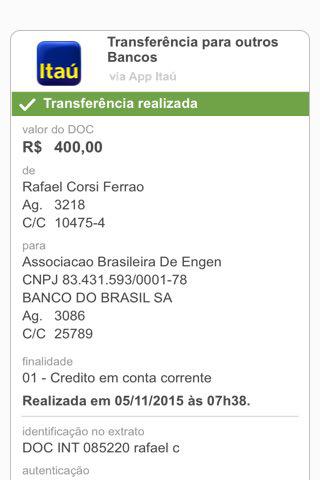 Itaú
Transferência para outros
Bancos
via App Itaú
Transferência realizada
valor do DOC
R$ 400,00
de
Rafael Corsi Ferrao
Ag. 3218
C/C 10475-4
para
Associacao Brasileira De Engen
CNPJ 83.431.593/0001-78
BANCO DO BRASIL SA
Ag. 3086
C/C 25789
finalidade
01 - Credito em conta corrente
Realizada em 05/11/2015 às 07h38.
identificação no extrato
DOC INT 085220 rafael c
autenticação